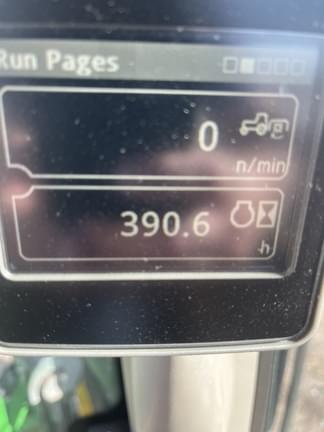 Run Pages
0
n/min
390.6
h